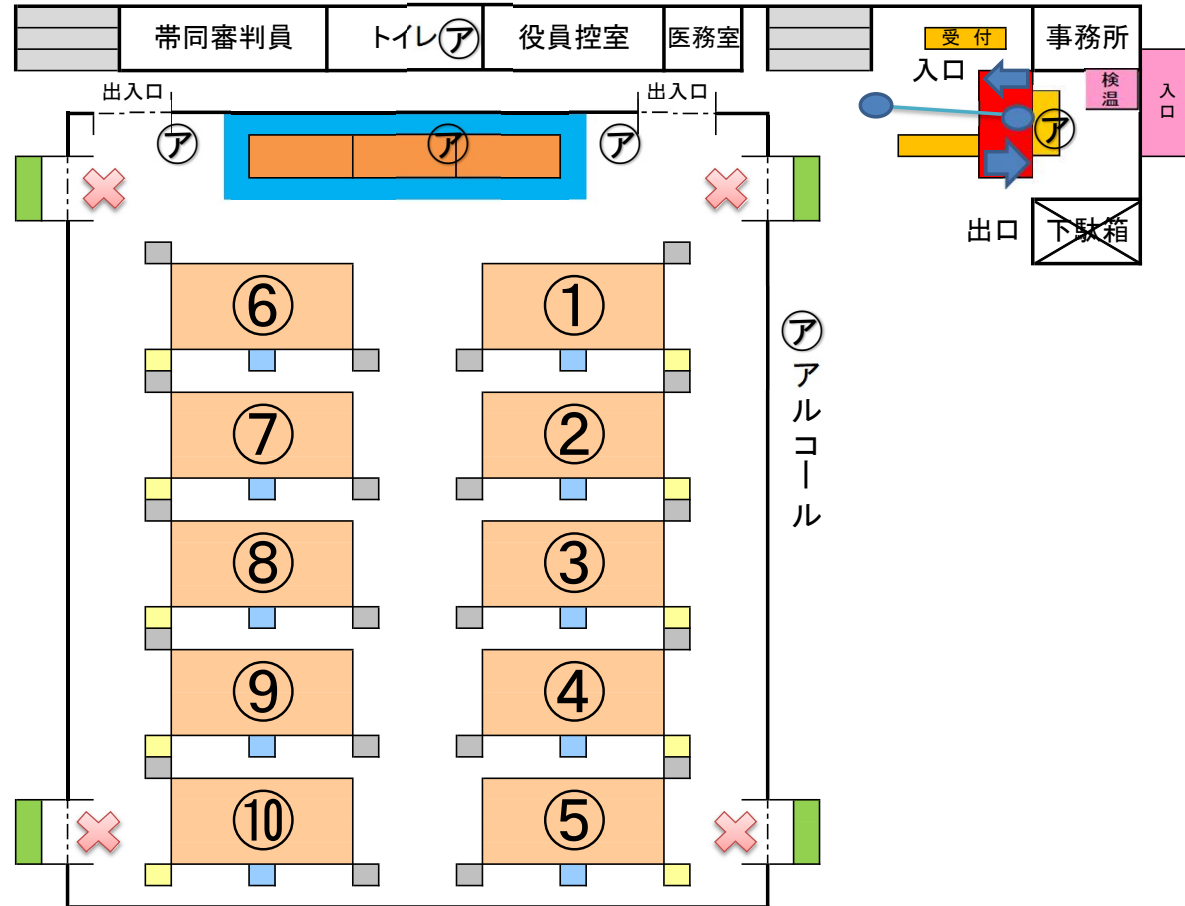 帯同審判員
トイレ㋐
役員控室
医務室
受 付
事務所
入口
検温
入口
出入口
出入口
㋐
㋐
㋐
㋐
出口
下駄箱
⑥
①
⑦
②
⑧
③
⑨
④
⑩
⑤
㋐アルコール